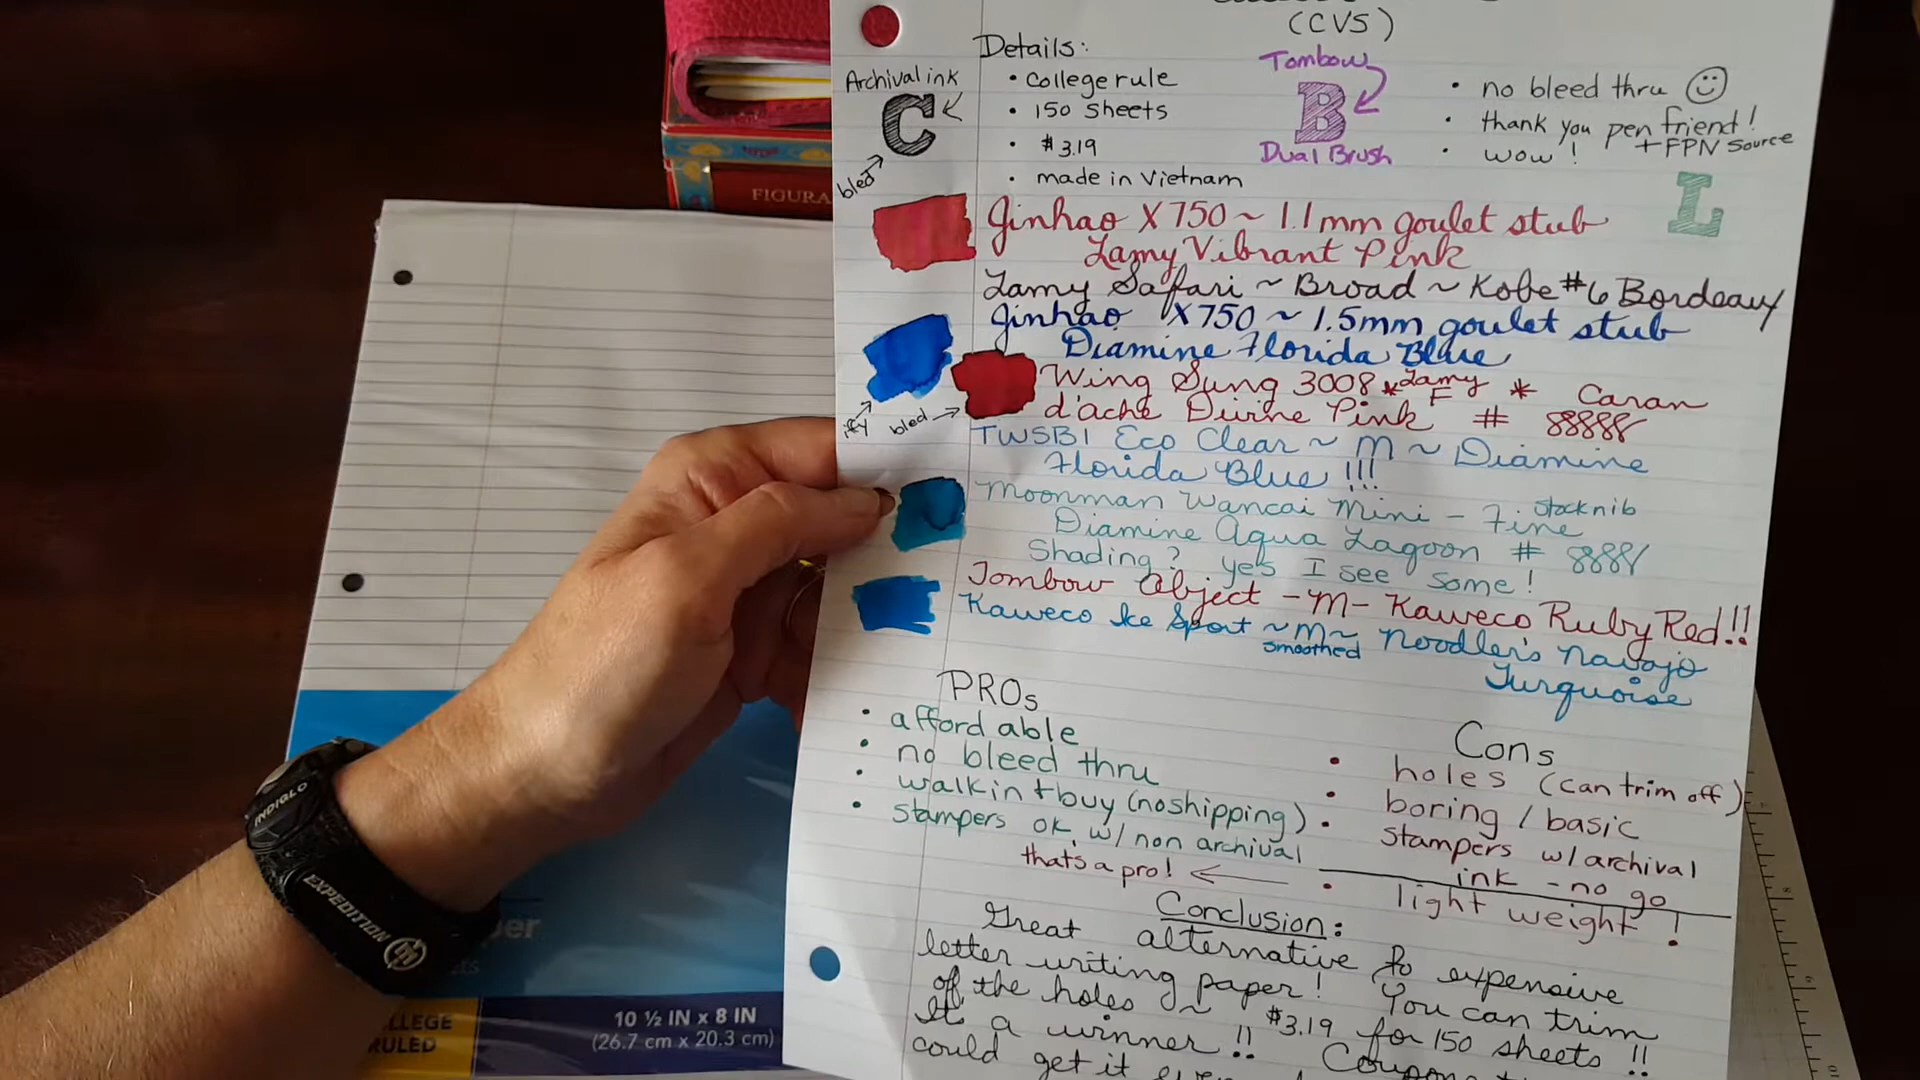 (CVS)
Details:
Archival ink
C
bled
• College rule
• 150 Sheets
• $3.19
• made in Vietnam
Tombow
B
Dual Brush
• no bleed thru
• thank you pen friend!
+ FPN Source
• wow!
L
Jinhao X750 ~ 1.1mm goulet stub
Lamy Vibrant Pink
Lamy Safari ~ Broad ~ Kobe #6 Bordeaux
Jinhao X750 ~ 1.5mm goulet stub
Diamine Florida Blue
Wing Sung 3008 * Lamy F * Caran
d'ache Divine Pink # 88888
iffy
bled
TWSBI Eco Clear ~ M ~ Diamine
Florida Blue !!!
Moonman Wancai Mini - Fine
stock nib
Diamine Aqua Lagoon # 8888
Shading? yes I see some!
Tombow Object - M - Kaweco Ruby Red!!
Kaweco Ice Sport ~ M ~ Noodler's Navajo
smoothed
Turquoise
PROs
• affordable
• no bleed thru
• walk in + buy (no shipping)
• stampers ok w/ non archival
that's a pro!
Cons
• holes (can trim off)
• boring / basic
• stampers w/ archival
ink - no go
• light weight!
Conclusion:
Great alternative to expensive
letter writing paper! You can trim
off the holes ~ $3.19 for 150 sheets!!
It a winner!!
could get it
FIGURA
INDIGLO
EXPEDITION
LLEGE
RULED
10 ½ IN x 8 IN
(26.7 cm x 20.3 cm)